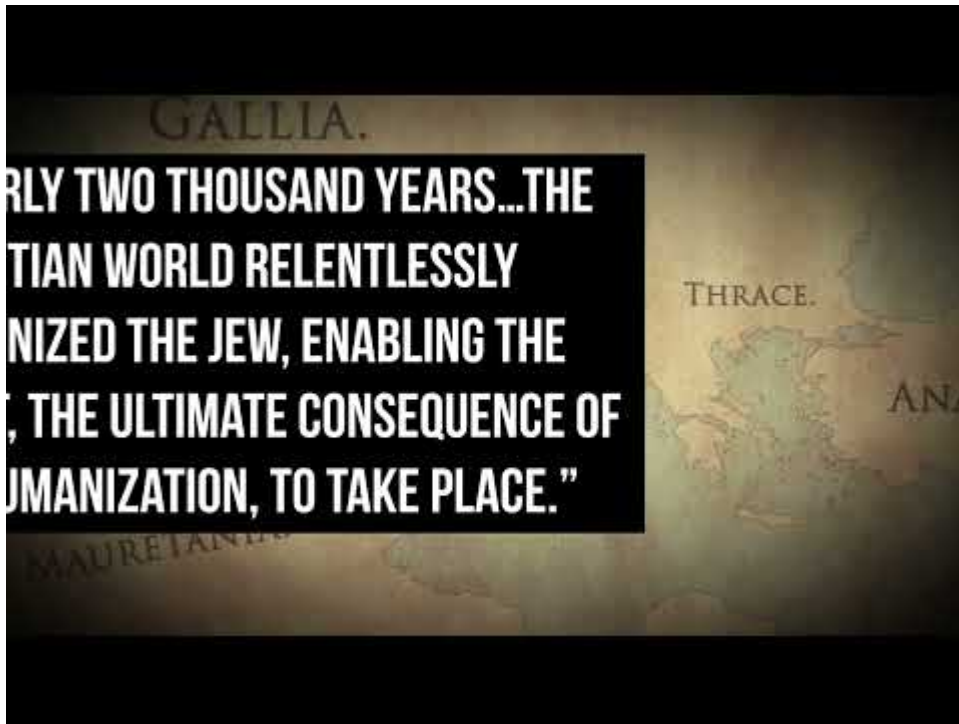 GALLIA.
RLY TWO THOUSAND YEARS...THE
TIAN WORLD RELENTLESSLY
THRACE.
NIZED THE JEW, ENABLING THE
, THE ULTIMATE CONSEQUENCE OF
ANA
UMANIZATION, TO TAKE PLACE.”
MAURETANIA.